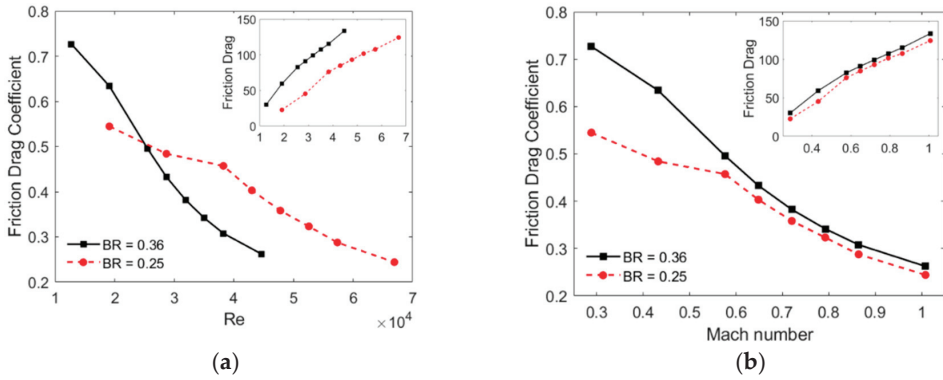 0.8
0.7
0.6
0.5
0.4
0.3
0.2
Friction Drag Coefficient
1 2 3 4 5 6 7
Re
×10⁴
BR = 0.36
BR = 0.25
150
100
50
0
Friction Drag
1 2 3 4 5 6 7
(a)
0.8
0.7
0.6
0.5
0.4
0.3
0.2
Friction Drag Coefficient
0.3 0.4 0.5 0.6 0.7 0.8 0.9 1
Mach number
BR = 0.36
BR = 0.25
150
100
50
0
Friction Drag
0.4 0.6 0.8 1
(b)